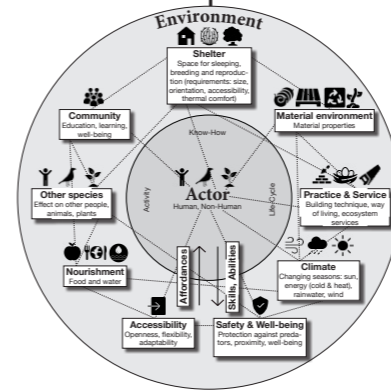 Environment
Shelter
Space for sleeping,
breeding and reproduc-
tion (requirements: size,
orientation, accessibility,
thermal comfort)
Community
Education, learning,
well-being
Material environment
Material properties
Know-How
Other species
Effect on other people,
animals, plants
Activity
Actor
Human, Non-Human
Life-Cycle
Practice & Service
Building technique, way
of living, ecosystem
services
Nourishment
Food and water
Affordances
Skills, Abilities
Climate
Changing seasons: sun,
energy (cold & heat),
rainwater, wind
Accessibility
Openness, flexibility,
adaptability
Safety & Well-being
Protection against preda-
tors, proximity, well-being